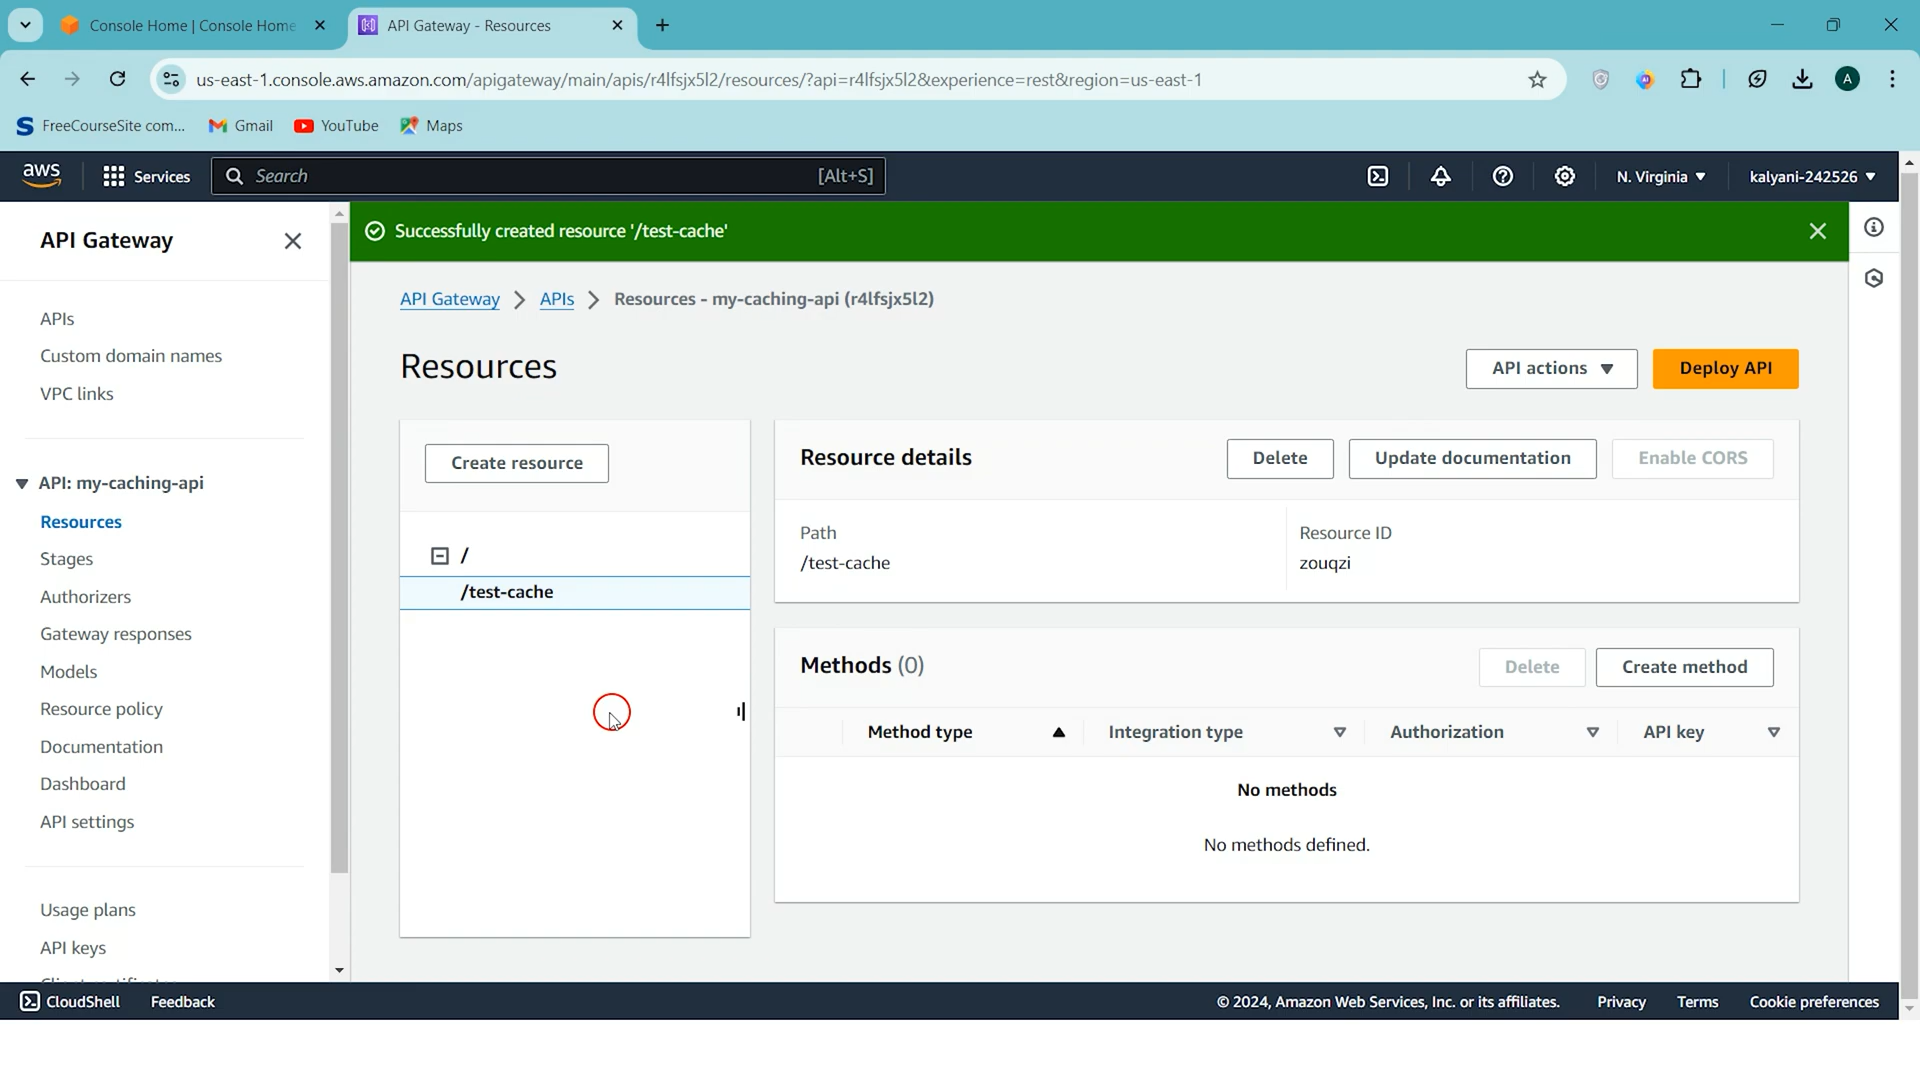 Console Home | Console Home
API Gateway - Resources
us-east-1.console.aws.amazon.com/apigateway/main/apis/r4lfsjx5l2/resources/?api=r4lfsjx5l2&experience=rest&region=us-east-1
A
FreeCourseSite com...
Gmail
YouTube
Maps
aws
Services
Search
[Alt+S]
N. Virginia
kalyani-242526
API Gateway
Successfully created resource '/test-cache'
API Gateway
APIs
Resources - my-caching-api (r4lfsjx5l2)
APIs
Custom domain names
VPC links
Resources
API actions
Deploy API
API: my-caching-api
Resources
Stages
Authorizers
Gateway responses
Models
Resource policy
Documentation
Dashboard
API settings
Usage plans
API keys
Create resource
/
/test-cache
Resource details
Delete
Update documentation
Enable CORS
Path
/test-cache
Resource ID
zouqzi
Methods (0)
Delete
Create method
Method type
Integration type
Authorization
API key
No methods
No methods defined.
CloudShell
Feedback
© 2024, Amazon Web Services, Inc. or its affiliates.
Privacy
Terms
Cookie preferences